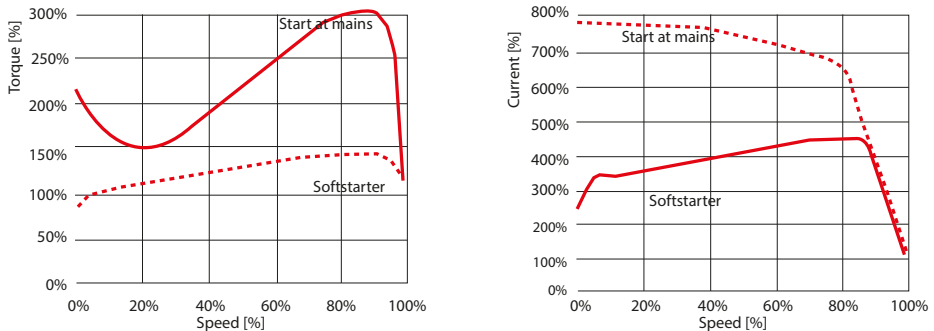 Torque [%]
300%
250%
200%
150%
100%
50%
0%
Start at mains
Softstarter
0% 20% 40% 60% 80% 100%
Speed [%]
Current [%]
800%
700%
600%
500%
400%
300%
200%
100%
Start at mains
Softstarter
0% 20% 40% 60% 80% 100%
Speed [%]